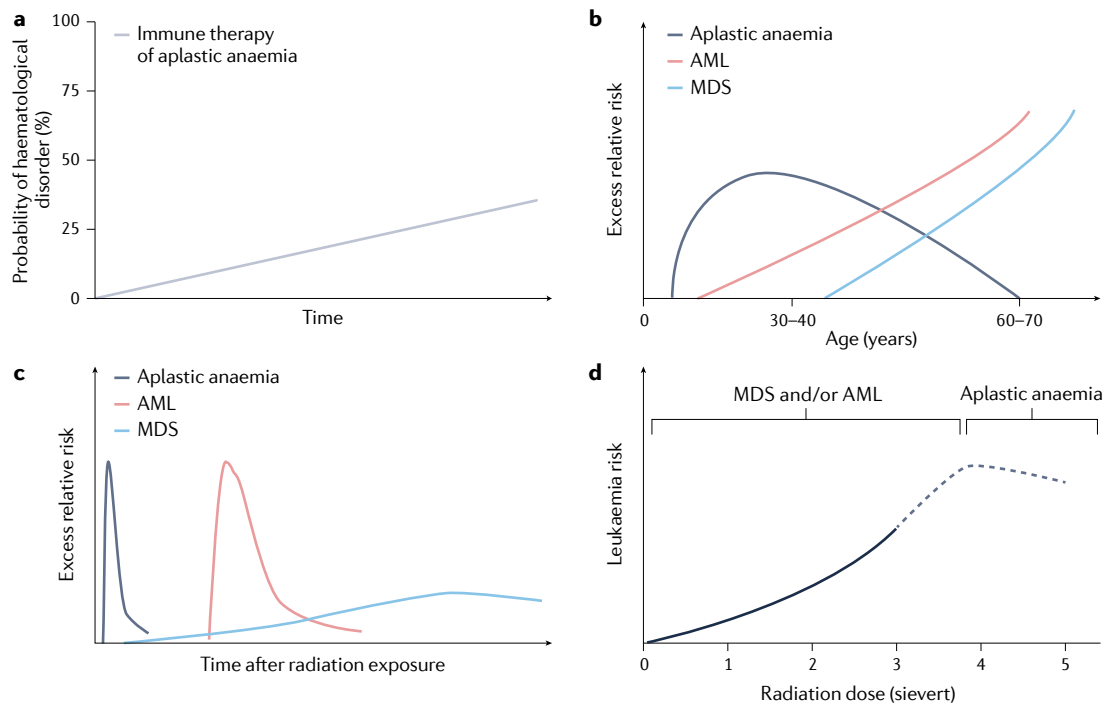 a
100
75
50
25
0
Probability of haematological
disorder (%)
Immune therapy
of aplastic anaemia
Time
b
Excess relative risk
Aplastic anaemia
AML
MDS
0
30–40
60–70
Age (years)
c
Excess relative risk
Aplastic anaemia
AML
MDS
Time after radiation exposure
d
Leukaemia risk
MDS and/or AML
Aplastic anaemia
0
1
2
3
4
5
Radiation dose (sievert)